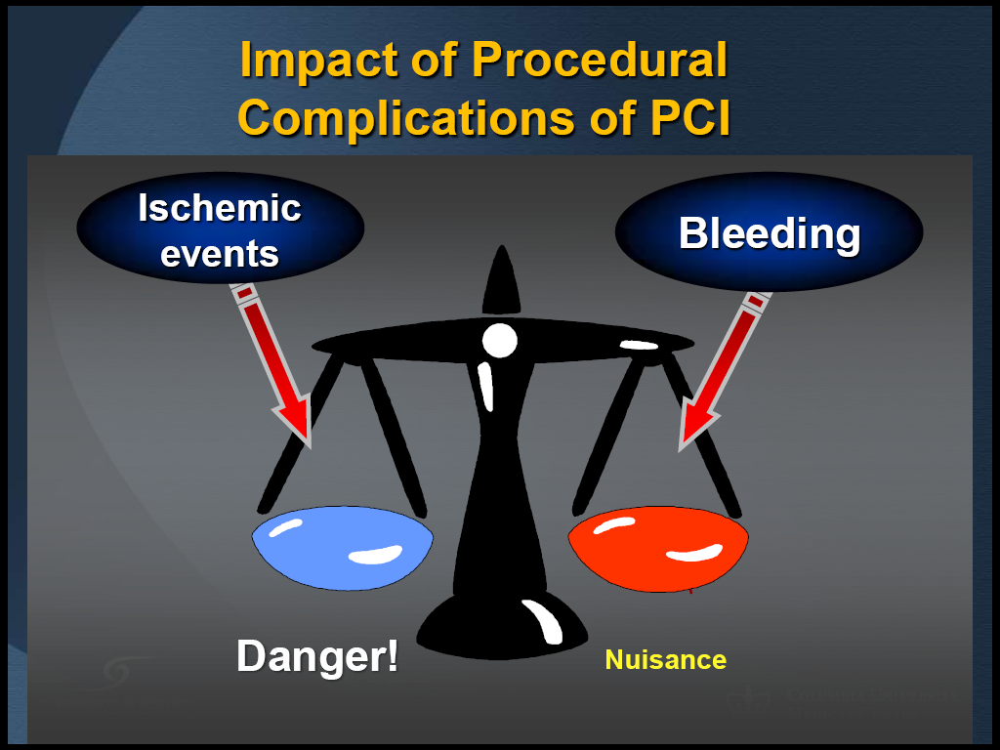 Impact of Procedural
Complications of PCI
Ischemic
events
Bleeding
Danger!
Nuisance